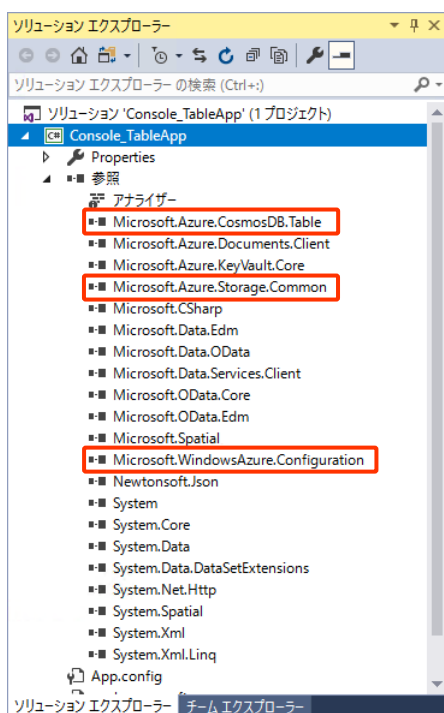 ソリューション エクスプローラー
ソリューション エクスプローラー の検索 (Ctrl+:)
ソリューション 'Console_TableApp' (1 プロジェクト)
C# Console_TableApp
Properties
参照
アナライザー
Microsoft.Azure.CosmosDB.Table
Microsoft.Azure.Documents.Client
Microsoft.Azure.KeyVault.Core
Microsoft.Azure.Storage.Common
Microsoft.CSharp
Microsoft.Data.Edm
Microsoft.Data.OData
Microsoft.Data.Services.Client
Microsoft.OData.Core
Microsoft.OData.Edm
Microsoft.Spatial
Microsoft.WindowsAzure.Configuration
Newtonsoft.Json
System
System.Core
System.Data
System.Data.DataSetExtensions
System.Net.Http
System.Spatial
System.Xml
System.Xml.Linq
App.config
ソリューション エクスプローラー チーム エクスプローラー